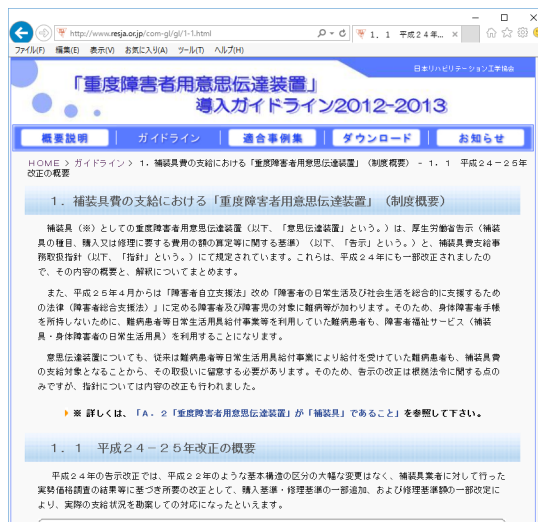 http://www.resja.or.jp/com-gl/gl/1-1.html
1. 1 平成24年...
ファイル(F) 編集(E) 表示(V) お気に入り(A) ツール(T) ヘルプ(H)
日本リハビリテーション工学協会
「重度障害者用意思伝達装置」
導入ガイドライン2012-2013
概要説明 ガイドライン 適合事例集 ダウンロード お知らせ
HOME > ガイドライン > 1. 補装具費の支給における「重度障害者用意思伝達装置」(制度概要) - 1. 1 平成24-25年
改正の概要
1. 補装具費の支給における「重度障害者用意思伝達装置」(制度概要)
補装具(※)としての重度障害者用意思伝達装置(以下、「意思伝達装置」という。)は、厚生労働省告示(補装
具の種目、購入又は修理に要する費用の額の算定等に関する基準)(以下、「告示」という。)と、補装具費支給事
務取扱指針(以下、「指針」という。)にて規定されています。これらは、平成24年にも一部改正されましたの
で、その内容の概要と、解釈についてまとめます。
また、平成25年4月からは「障害者自立支援法」改め「障害者の日常生活及び社会生活を総合的に支援するため
の法律(障害者総合支援法)」に定める障害者及び障害児の対象に難病等が加わります。そのため、身体障害者手帳
を所持しないために、難病患者等日常生活用具給付事業等を利用していた難病患者も、障害者福祉サービス(補装
具・身体障害者の日常生活用具)を利用することになります。
意思伝達装置についても、従来は難病患者等日常生活用具給付事業により給付を受けていた難病患者も、補装具費
の支給対象となることから、その取扱いに留意する必要があります。そのため、告示の改正は根拠法令に関する点の
みですが、指針については内容の改正も行われました。
※ 詳しくは、「A. 2「重度障害者用意思伝達装置」が「補装具」であること」を参照して下さい。
1. 1 平成24-25年改正の概要
平成24年の告示改正では、平成22年のような基本構造の区分の大幅な変更はなく、補装具業者に対して行った
実勢価格調査の結果等に基づき所要の改正として、購入基準・修理基準の一部追加、および修理基準額の一部改定に
より、実際の支給状況を勘案しての対応になったといえます。